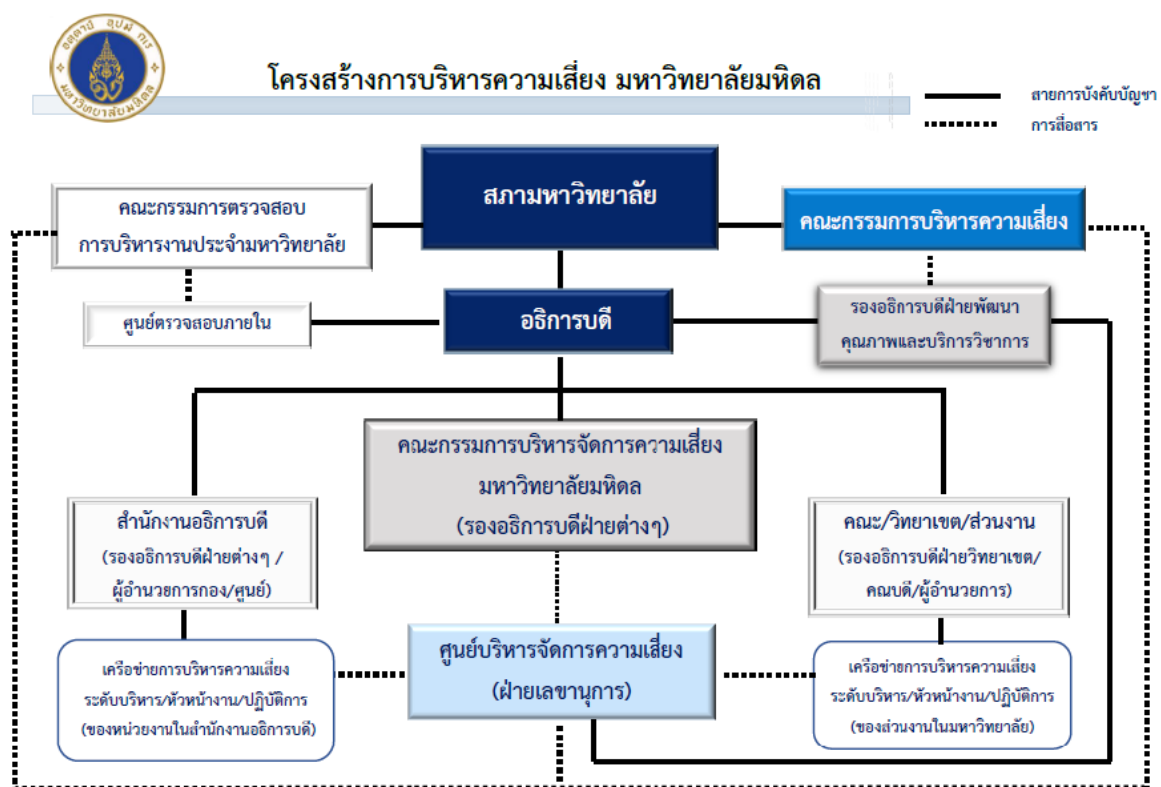 อตฺตานํ อุปมํ กเร
มหาวิทยาลัยมหิดล
โครงสร้างการบริหารความเสี่ยง มหาวิทยาลัยมหิดล
สายการบังคับบัญชา
การสื่อสาร
สภามหาวิทยาลัย
คณะกรรมการตรวจสอบ
การบริหารงานประจำมหาวิทยาลัย
คณะกรรมการบริหารความเสี่ยง
ศูนย์ตรวจสอบภายใน
อธิการบดี
รองอธิการบดีฝ่ายพัฒนา
คุณภาพและบริการวิชาการ
คณะกรรมการบริหารจัดการความเสี่ยง
มหาวิทยาลัยมหิดล
(รองอธิการบดีฝ่ายต่างๆ)
สำนักงานอธิการบดี
(รองอธิการบดีฝ่ายต่างๆ /
ผู้อำนวยการกอง/ศูนย์)
คณะ/วิทยาเขต/ส่วนงาน
(รองอธิการบดีฝ่ายวิทยาเขต/
คณบดี/ผู้อำนวยการ)
เครือข่ายการบริหารความเสี่ยง
ระดับบริหาร/หัวหน้างาน/ปฏิบัติการ
(ของหน่วยงานในสำนักงานอธิการบดี)
ศูนย์บริหารจัดการความเสี่ยง
(ฝ่ายเลขานุการ)
เครือข่ายการบริหารความเสี่ยง
ระดับบริหาร/หัวหน้างาน/ปฏิบัติการ
(ของส่วนงานในมหาวิทยาลัย)